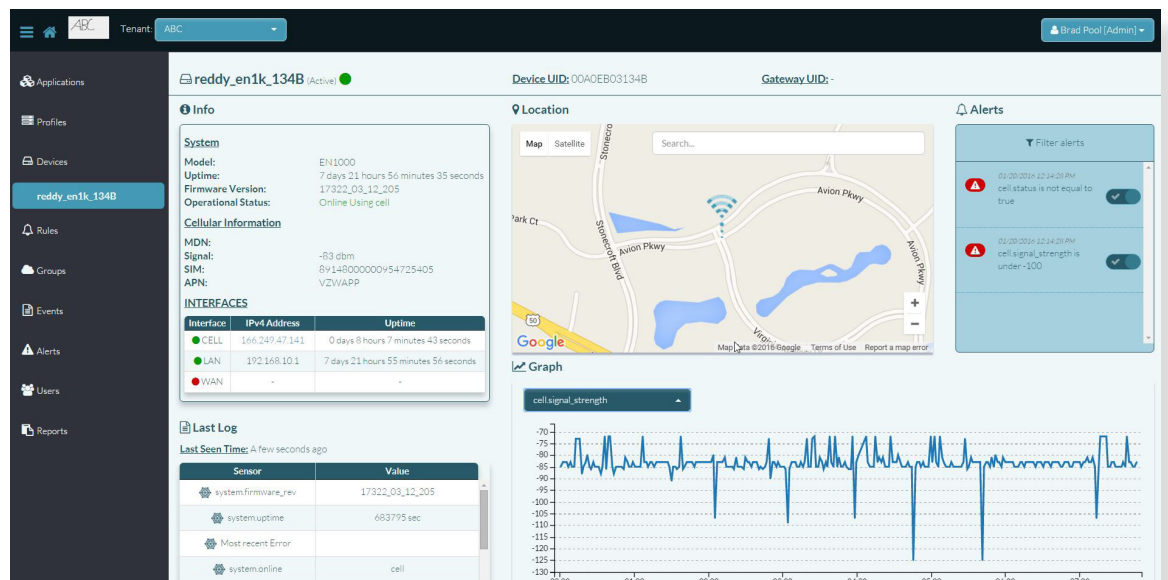 ABC
Tenant: ABC
Brad Pool [Admin]
Applications
Profiles
Devices
reddy_en1k_134B
Rules
Groups
Events
Alerts
Users
Reports
reddy_en1k_134B (Active)
Device UID: 00A0EB03134B
Gateway UID: -
Info
System
Model: EN1000
Uptime: 7 days 21 hours 56 minutes 35 seconds
Firmware Version: 17322_03_12_205
Operational Status: Online Using cell
Cellular Information
MDN:
Signal: -83 dbm
SIM: 89148000000954725405
APN: VZWAPP
INTERFACES
Interface IPv4 Address Uptime
CELL 166.249.47.141 0 days 8 hours 7 minutes 43 seconds
LAN 192.168.10.1 7 days 21 hours 55 minutes 56 seconds
WAN - -
Last Log
Last Seen Time: A few seconds ago
Sensor Value
system.firmware_rev 17322_03_12_205
system.uptime 683795 sec
Most recent Error
system.online cell
Location
Map Satellite Search...
Stonecro
Avion Pkwy
Park Ct
Stonecroft Blvd
Avion Pkwy
Avion Pkwy
50
+
-
Google
Map Data ©2016 Google Terms of Use Report a map error
Graph
cell.signal_strength
-70
-75
-80
-85
-90
-95
-100
-105
-110
-115
-120
-125
-130
Alerts
Filter alerts
01/20/2016 12:14:28 PM
cell.status is not equal to
true
01/20/2016 12:14:28 PM
cell.signal_strength is
under -100